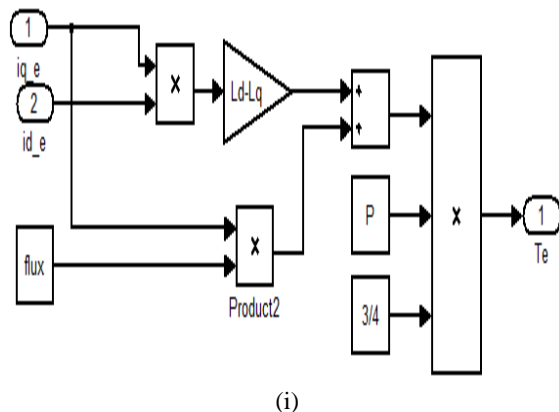 1
iq_e
2
id_e
×
Ld-Lq
+
+
flux
×
Product2
P
3/4
×
1
Te
(i)